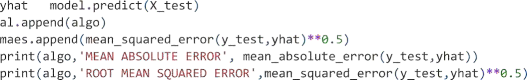 yhat model.predict(X_test)
al.append(algo)
maes.append(mean_squared_error(y_test,yhat)**0.5)
print(algo,'MEAN ABSOLUTE ERROR', mean_absolute_error(y_test,yhat))
print(algo,'ROOT MEAN SQUARED ERROR',mean_squared_error(y_test,yhat)**0.5)